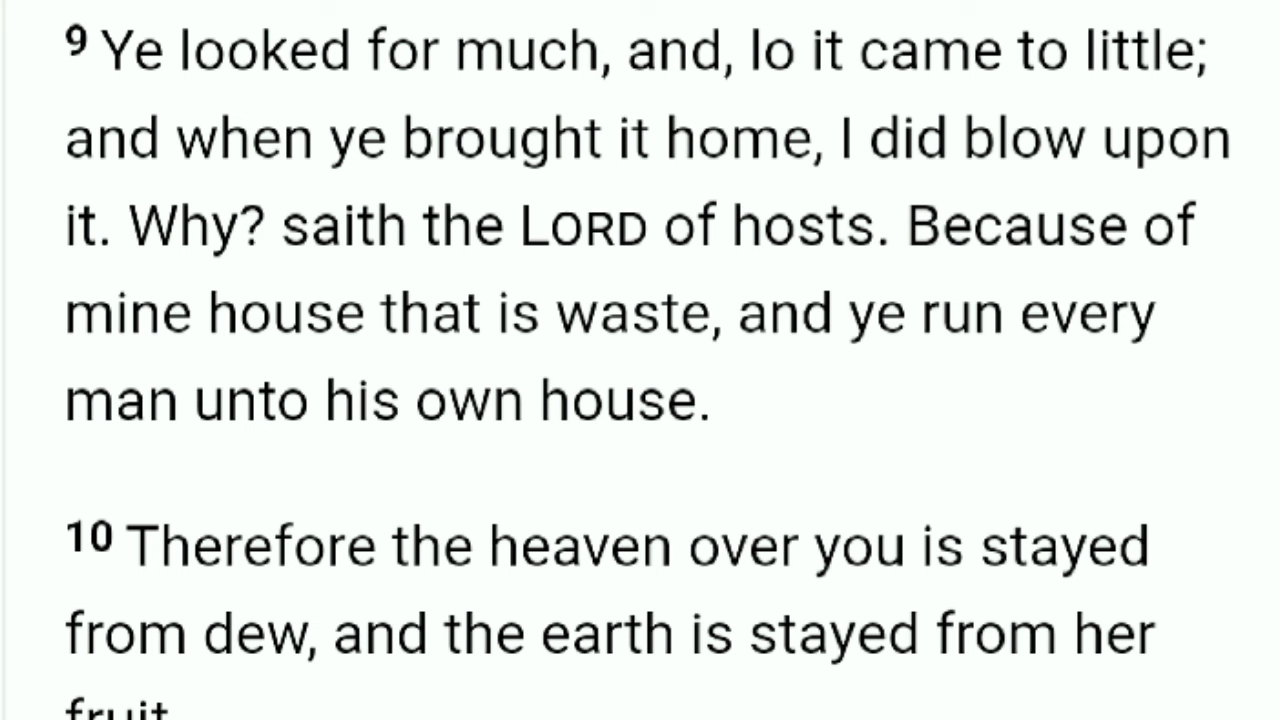 9 Ye looked for much, and, lo it came to little;
and when ye brought it home, I did blow upon
it. Why? saith the LORD of hosts. Because of
mine house that is waste, and ye run every
man unto his own house.
10 Therefore the heaven over you is stayed
from dew, and the earth is stayed from her
fruit